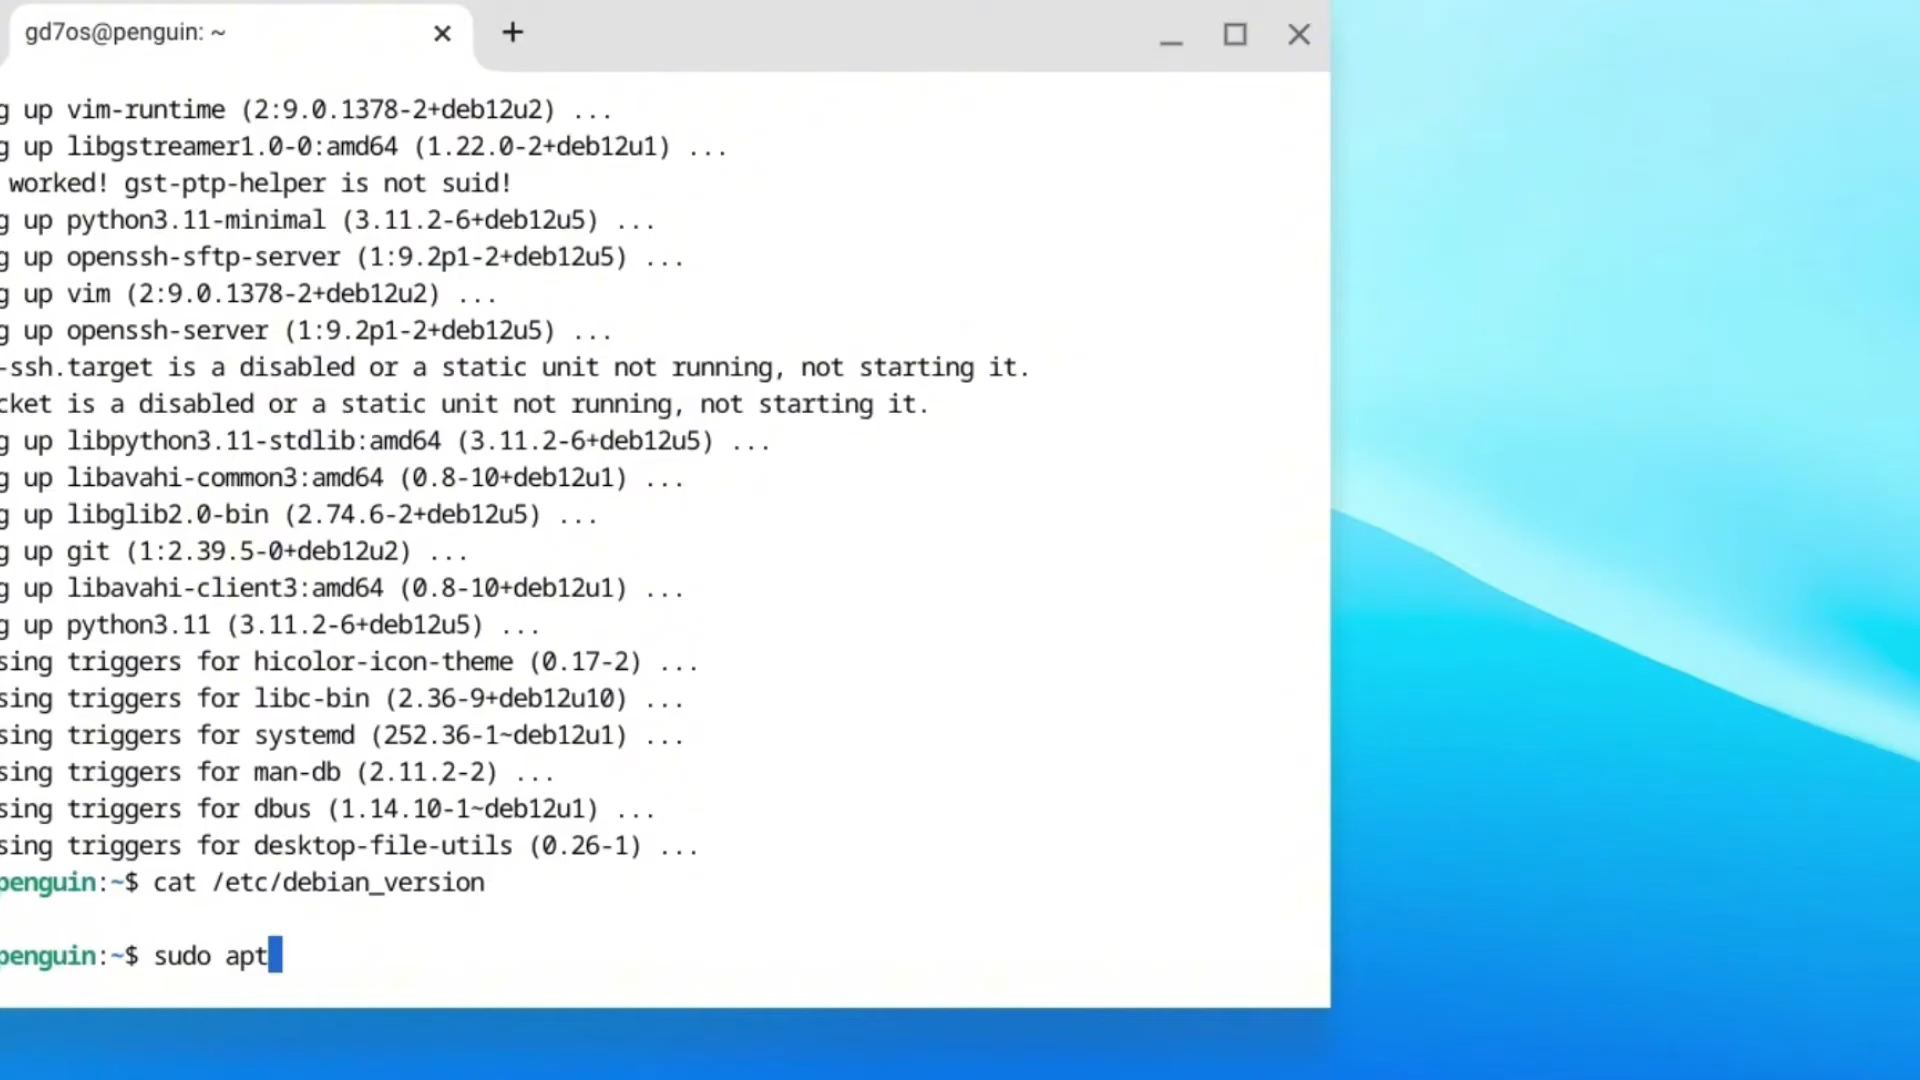 gd7os@penguin: ~
g up vim-runtime (2:9.0.1378-2+deb12u2) ...
g up libgstreamer1.0-0:amd64 (1.22.0-2+deb12u1) ...
worked! gst-ptp-helper is not suid!
g up python3.11-minimal (3.11.2-6+deb12u5) ...
g up openssh-sftp-server (1:9.2p1-2+deb12u5) ...
g up vim (2:9.0.1378-2+deb12u2) ...
g up openssh-server (1:9.2p1-2+deb12u5) ...
-ssh.target is a disabled or a static unit not running, not starting it.
cket is a disabled or a static unit not running, not starting it.
g up libpython3.11-stdlib:amd64 (3.11.2-6+deb12u5) ...
g up libavahi-common3:amd64 (0.8-10+deb12u1) ...
g up libglib2.0-bin (2.74.6-2+deb12u5) ...
g up git (1:2.39.5-0+deb12u2) ...
g up libavahi-client3:amd64 (0.8-10+deb12u1) ...
g up python3.11 (3.11.2-6+deb12u5) ...
sing triggers for hicolor-icon-theme (0.17-2) ...
sing triggers for libc-bin (2.36-9+deb12u10) ...
sing triggers for systemd (252.36-1~deb12u1) ...
sing triggers for man-db (2.11.2-2) ...
sing triggers for dbus (1.14.10-1~deb12u1) ...
sing triggers for desktop-file-utils (0.26-1) ...
penguin:~$ cat /etc/debian_version
penguin:~$ sudo apt